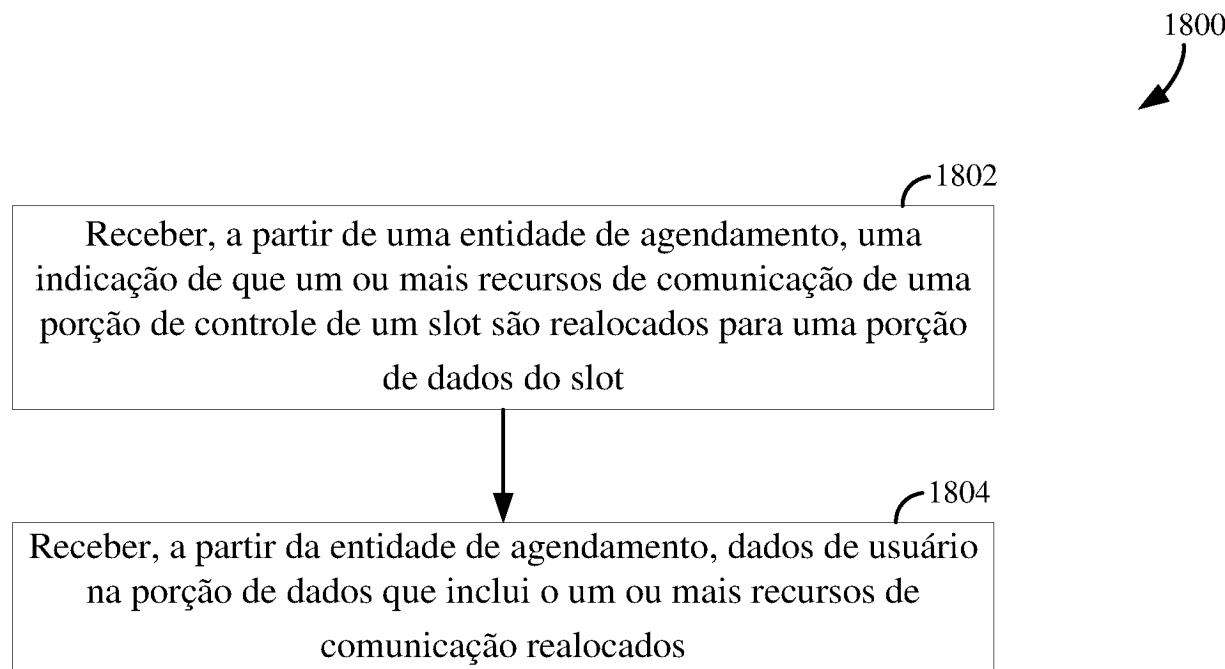 1800
1802
Receber, a partir de uma entidade de agendamento, uma
indicação de que um ou mais recursos de comunicação de uma
porção de controle de um slot são realocados para uma porção
de dados do slot
1804
Receber, a partir da entidade de agendamento, dados de usuário
na porção de dados que inclui o um ou mais recursos de
comunicação realocados